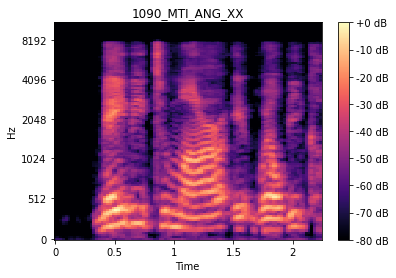 1090_MTI_ANG_XX
+0 dB
8192
-10 dB
4096
-20 dB
-30 dB
2048
Hz
-40 dB
1024
-50 dB
512
-60 dB
-70 dB
0
-80 dB
0
0.5
1
1.5
2
Time